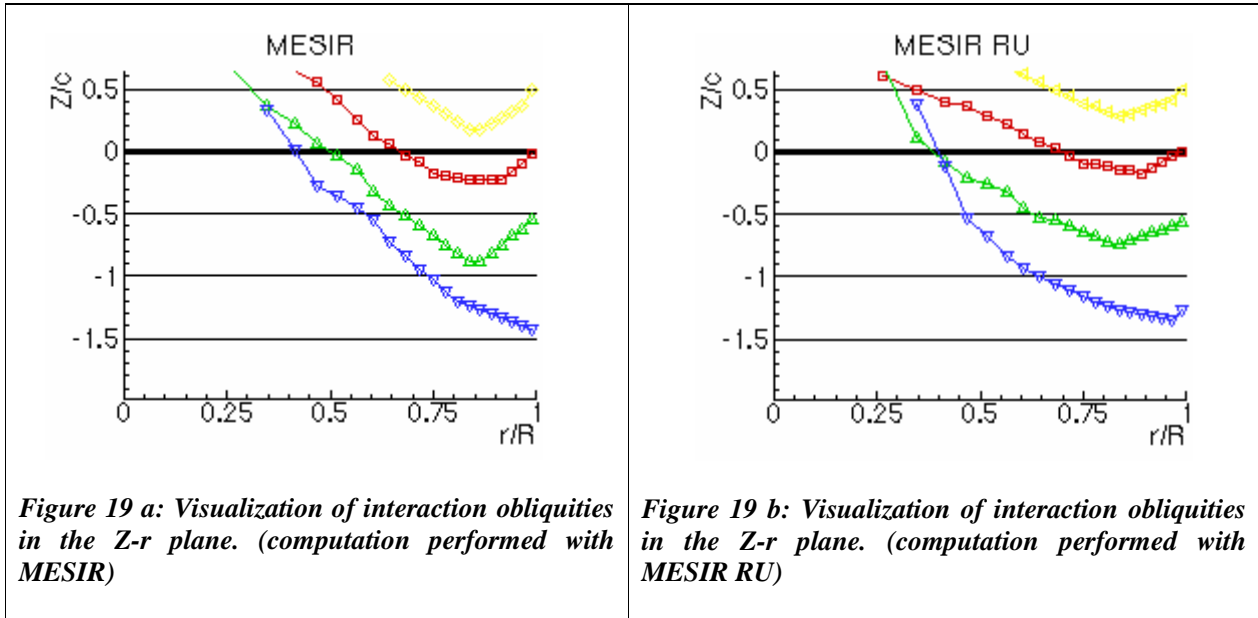 MESIR
Z/c
0.5
0
-0.5
-1
-1.5
0 0.25 0.5 0.75 1
r/R
Figure 19 a: Visualization of interaction obliquities
in the Z-r plane. (computation performed with
MESIR)
MESIR RU
Z/c
0.5
0
-0.5
-1
-1.5
0 0.25 0.5 0.75 1
r/R
Figure 19 b: Visualization of interaction obliquities
in the Z-r plane. (computation performed with
MESIR RU)